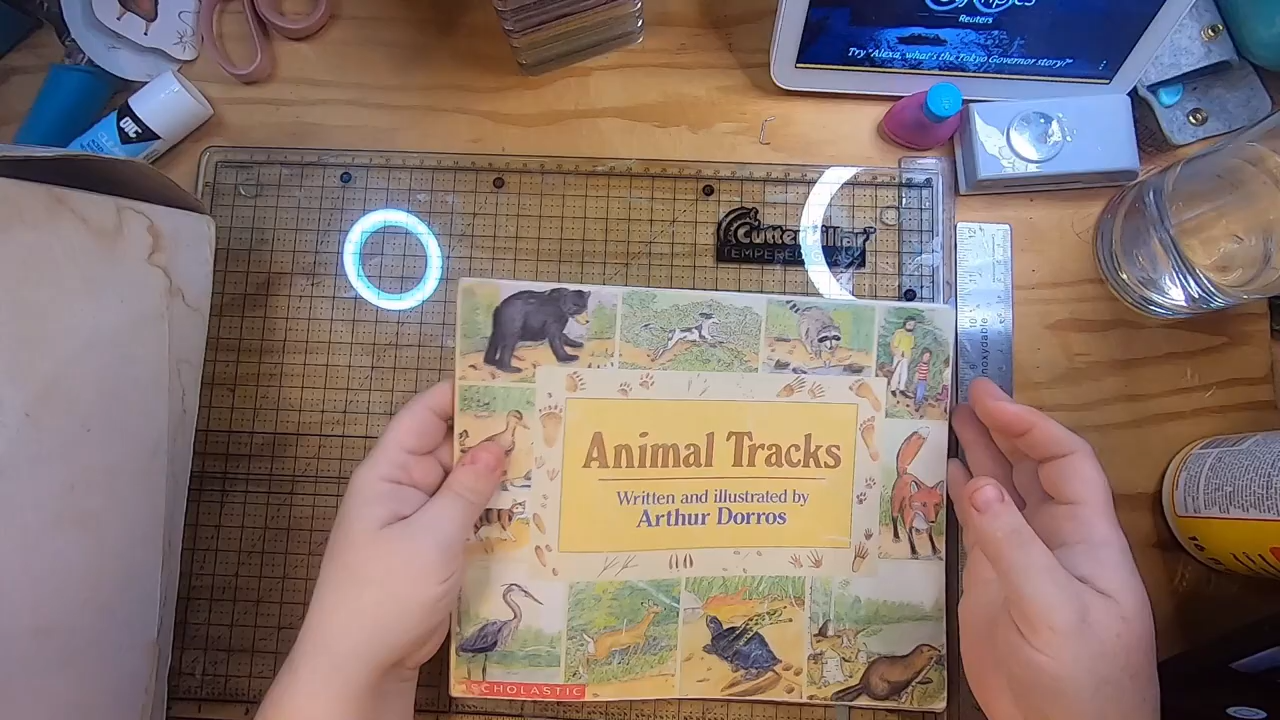 Reuters
Try "Alexa, what's the Tokyo Governor story?"
CutterPillar™
TEMPERED GLASS
Animal Tracks
Written and illustrated by
Arthur Dorros
SCHOLASTIC